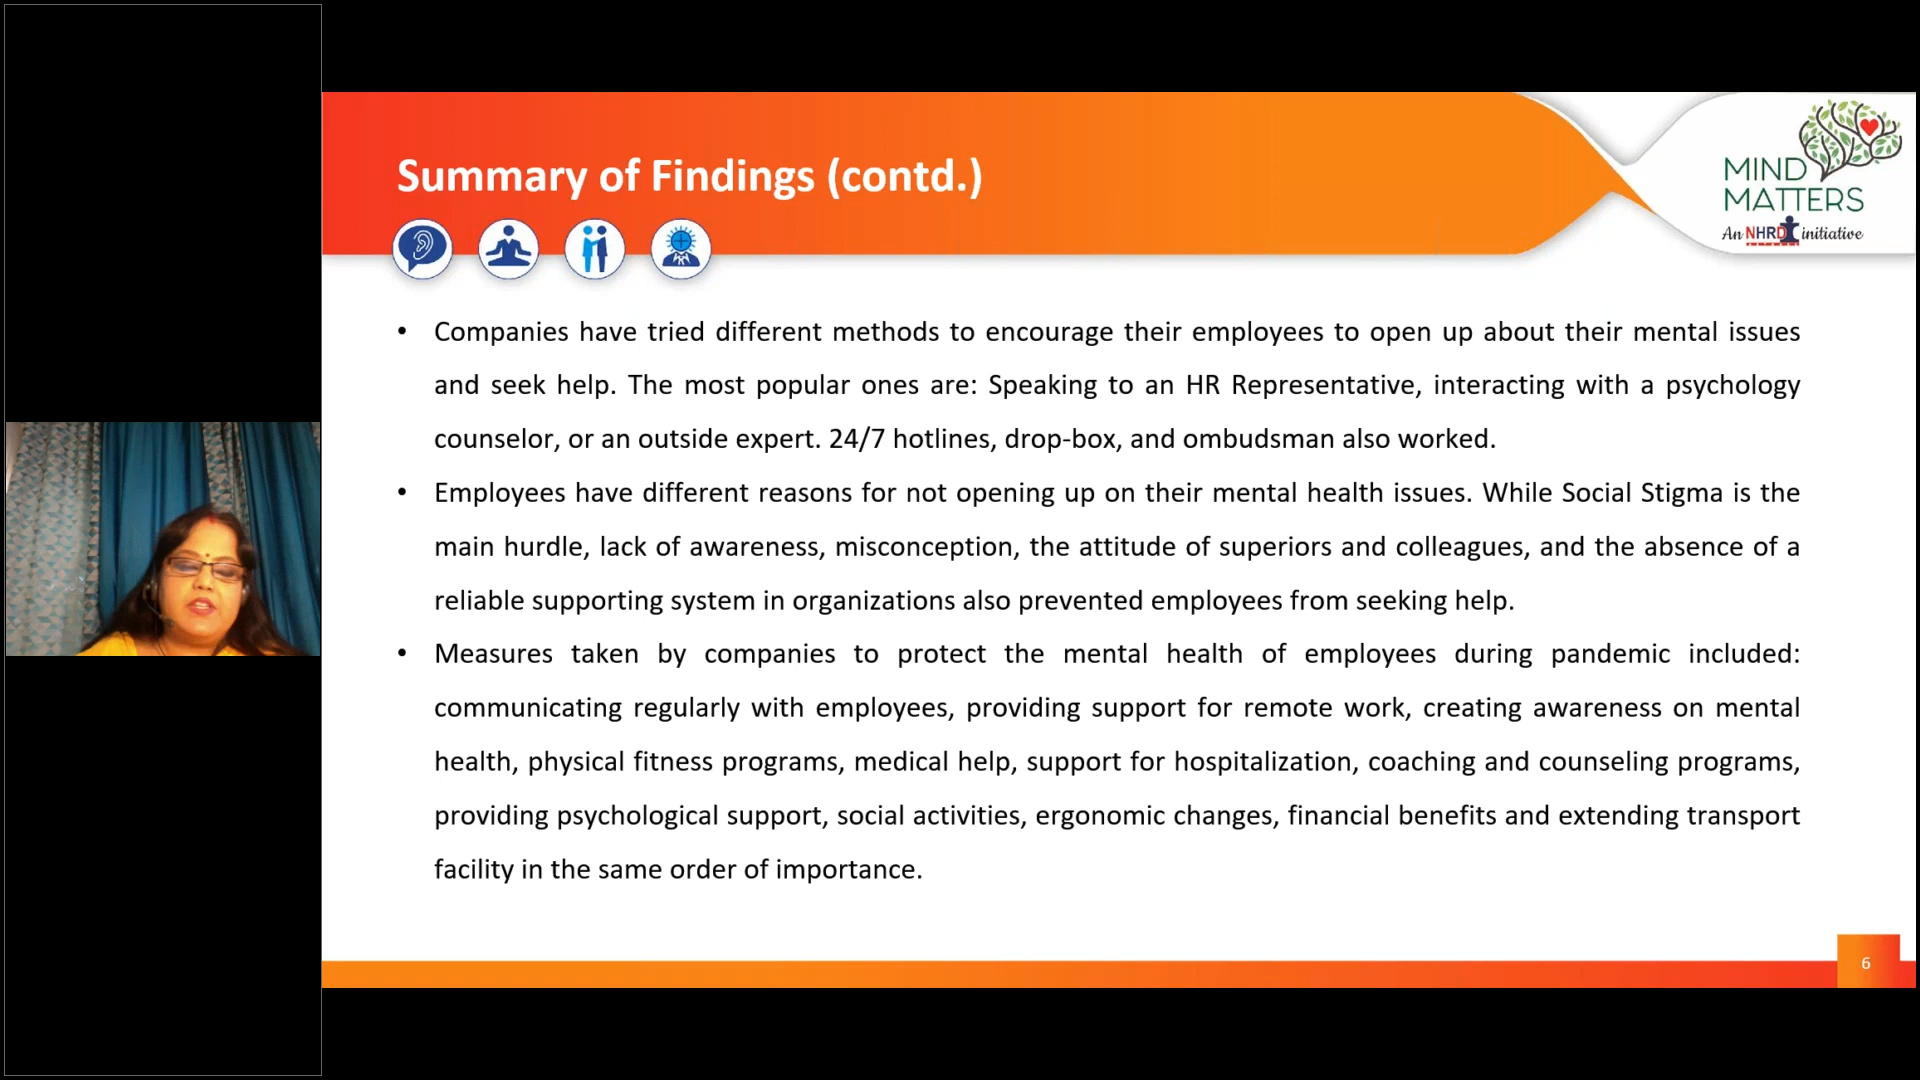 Summary of Findings (contd.)
MIND
MATTERS
An NHRD initiative
• Companies have tried different methods to encourage their employees to open up about their mental issues
and seek help. The most popular ones are: Speaking to an HR Representative, interacting with a psychology
counselor, or an outside expert. 24/7 hotlines, drop-box, and ombudsman also worked.
• Employees have different reasons for not opening up on their mental health issues. While Social Stigma is the
main hurdle, lack of awareness, misconception, the attitude of superiors and colleagues, and the absence of a
reliable supporting system in organizations also prevented employees from seeking help.
• Measures taken by companies to protect the mental health of employees during pandemic included:
communicating regularly with employees, providing support for remote work, creating awareness on mental
health, physical fitness programs, medical help, support for hospitalization, coaching and counseling programs,
providing psychological support, social activities, ergonomic changes, financial benefits and extending transport
facility in the same order of importance.
6